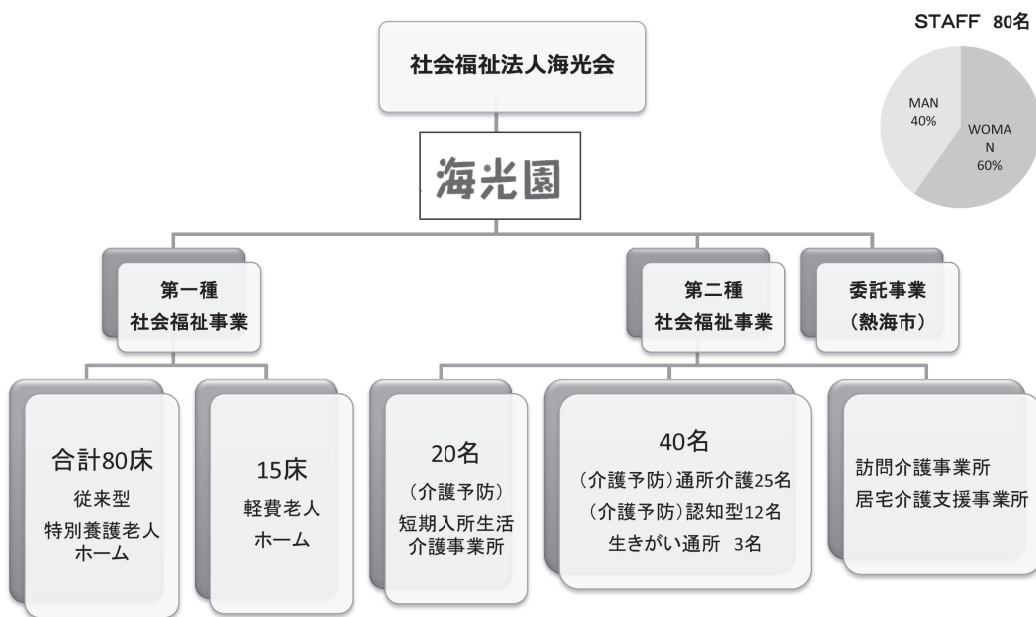 STAFF 80名
MAN
40%
WOMA
N
60%
社会福祉法人海光会
海光園
第一種
社会福祉事業
第二種
社会福祉事業
委託事業
（熱海市）
合計80床
従来型
特別養護老人
ホーム
15床
軽費老人
ホーム
20名
（介護予防）
短期入所生活
介護事業所
40名
（介護予防）通所介護25名
（介護予防）認知型12名
生きがい通所 3名
訪問介護事業所
居宅介護支援事業所